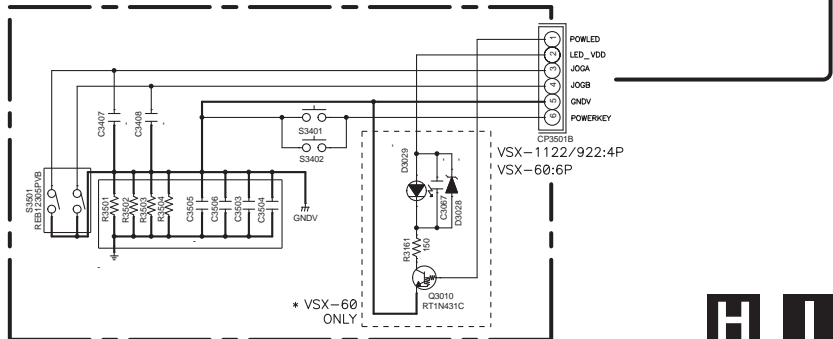 1 POWLED
2 LED_VDD
3 JOGA
4 JOGB
5 GNDV
6 POWERKEY
CP3501B
VSX-1122/922:4P
VSX-60:6P
C3407
C3408
S3401
S3402
S3501
REB12305PVB
R3501
R3502
R3503
R3504
C3505
C3506
C3503
C3504
GNDV
D3029
C3067
D3028
R3161
150
Q3010
RT1N431C
* VSX-60
ONLY
H I